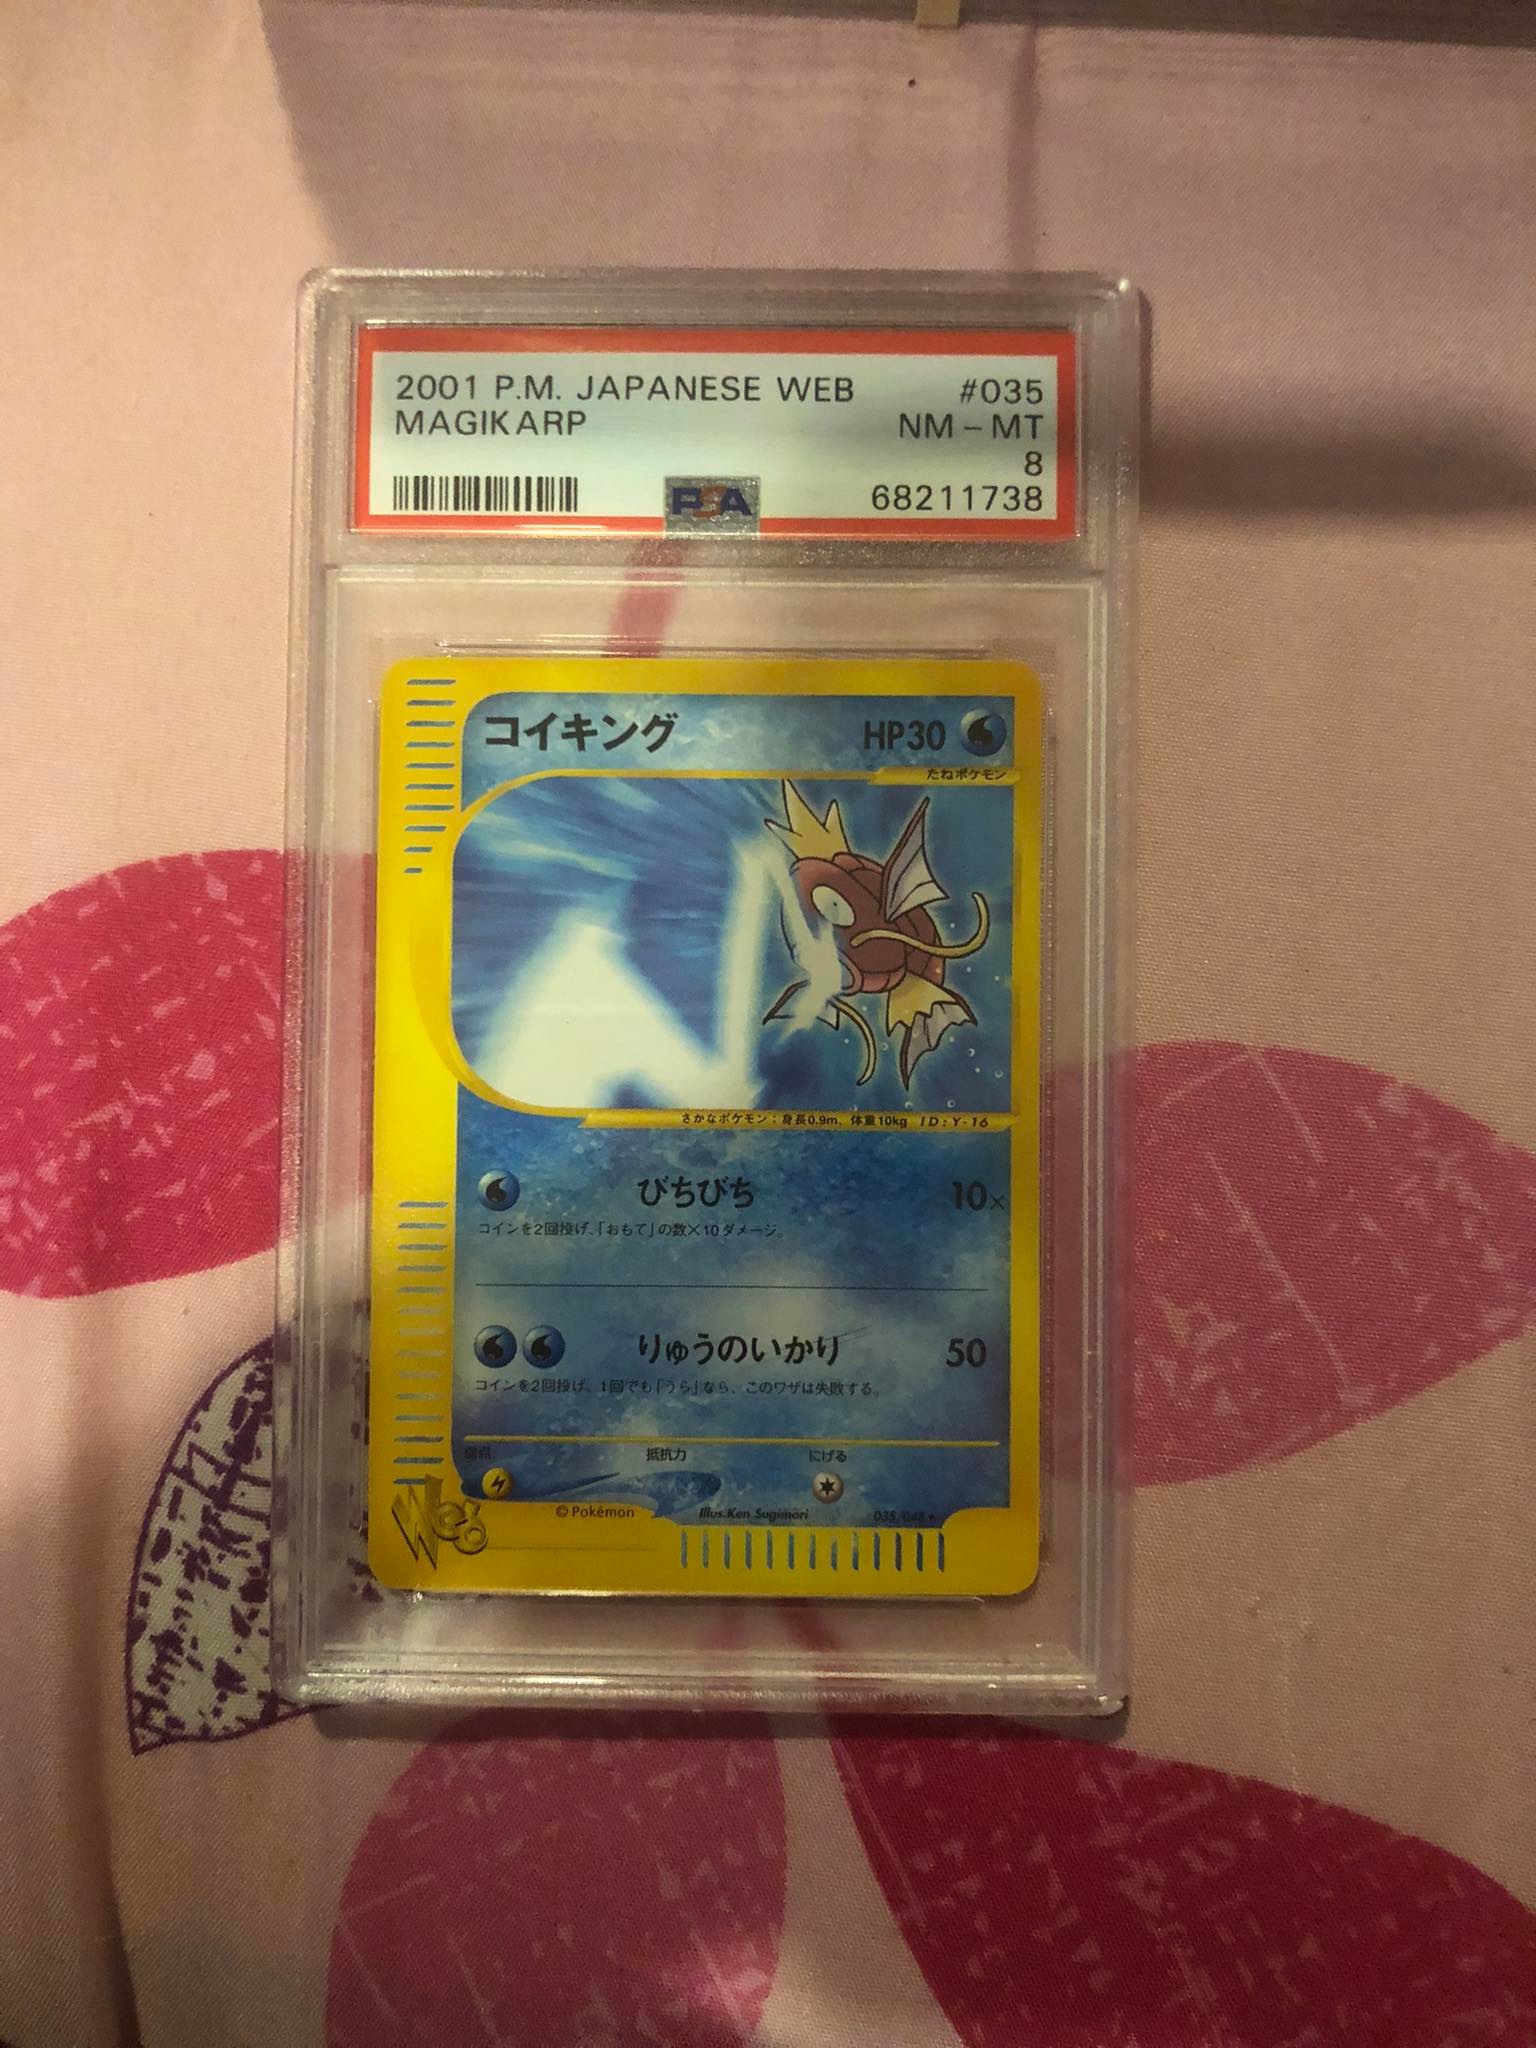 2001 P.M. JAPANESE WEB #035
MAGIKARP NM - MT
8
PSA 68211738
コイキング HP30
たねポケモン
さかなポケモン：身長0.9m、体重10kg ID:Y-16
びちびち 10×
コインを2回投げ、「おもて」の数×10ダメージ。
りゅうのいかり 50
コインを2回投げ、1回でも「うら」なら、このワザは失敗する。
弱点 抵抗力 にげる
Web
©Pokémon Illus.Ken Sugimori 035/048